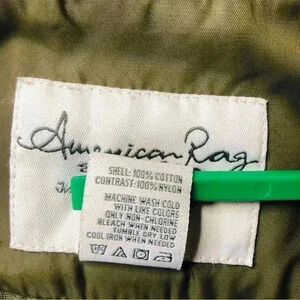 American Rag
SHELL: 100% COTTON
CONTRAST: 100% NYLON
MACHINE WASH COLD
WITH LIKE COLORS
ONLY NON-CHLORINE
BLEACH WHEN NEEDED
TUMBLE DRY LOW
COOL IRON WHEN NEEDED